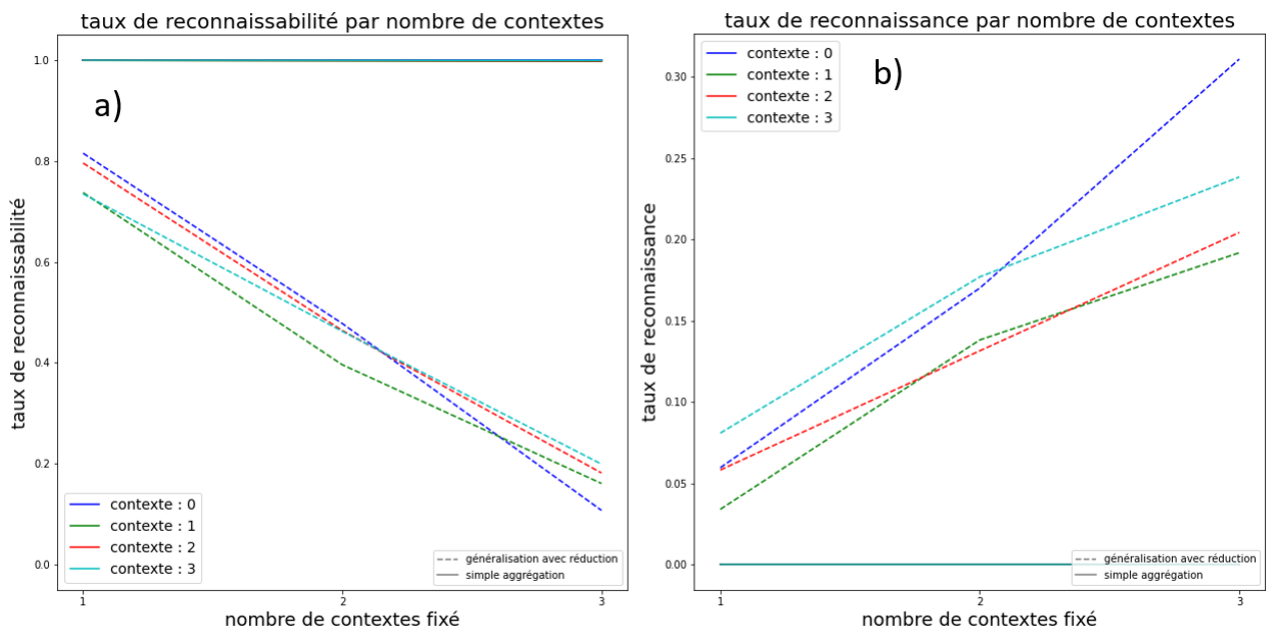 taux de reconnaissabilité par nombre de contextes
a)
1.0
0.8
0.6
0.4
0.2
0.0
taux de reconnaissabilité
contexte : 0
contexte : 1
contexte : 2
contexte : 3
généralisation avec réduction
simple aggrégation
1
2
3
nombre de contextes fixé
taux de reconnaissance par nombre de contextes
b)
contexte : 0
contexte : 1
contexte : 2
contexte : 3
0.30
0.25
0.20
0.15
0.10
0.05
0.00
taux de reconnaissance
généralisation avec réduction
simple aggrégation
1
2
3
nombre de contextes fixé